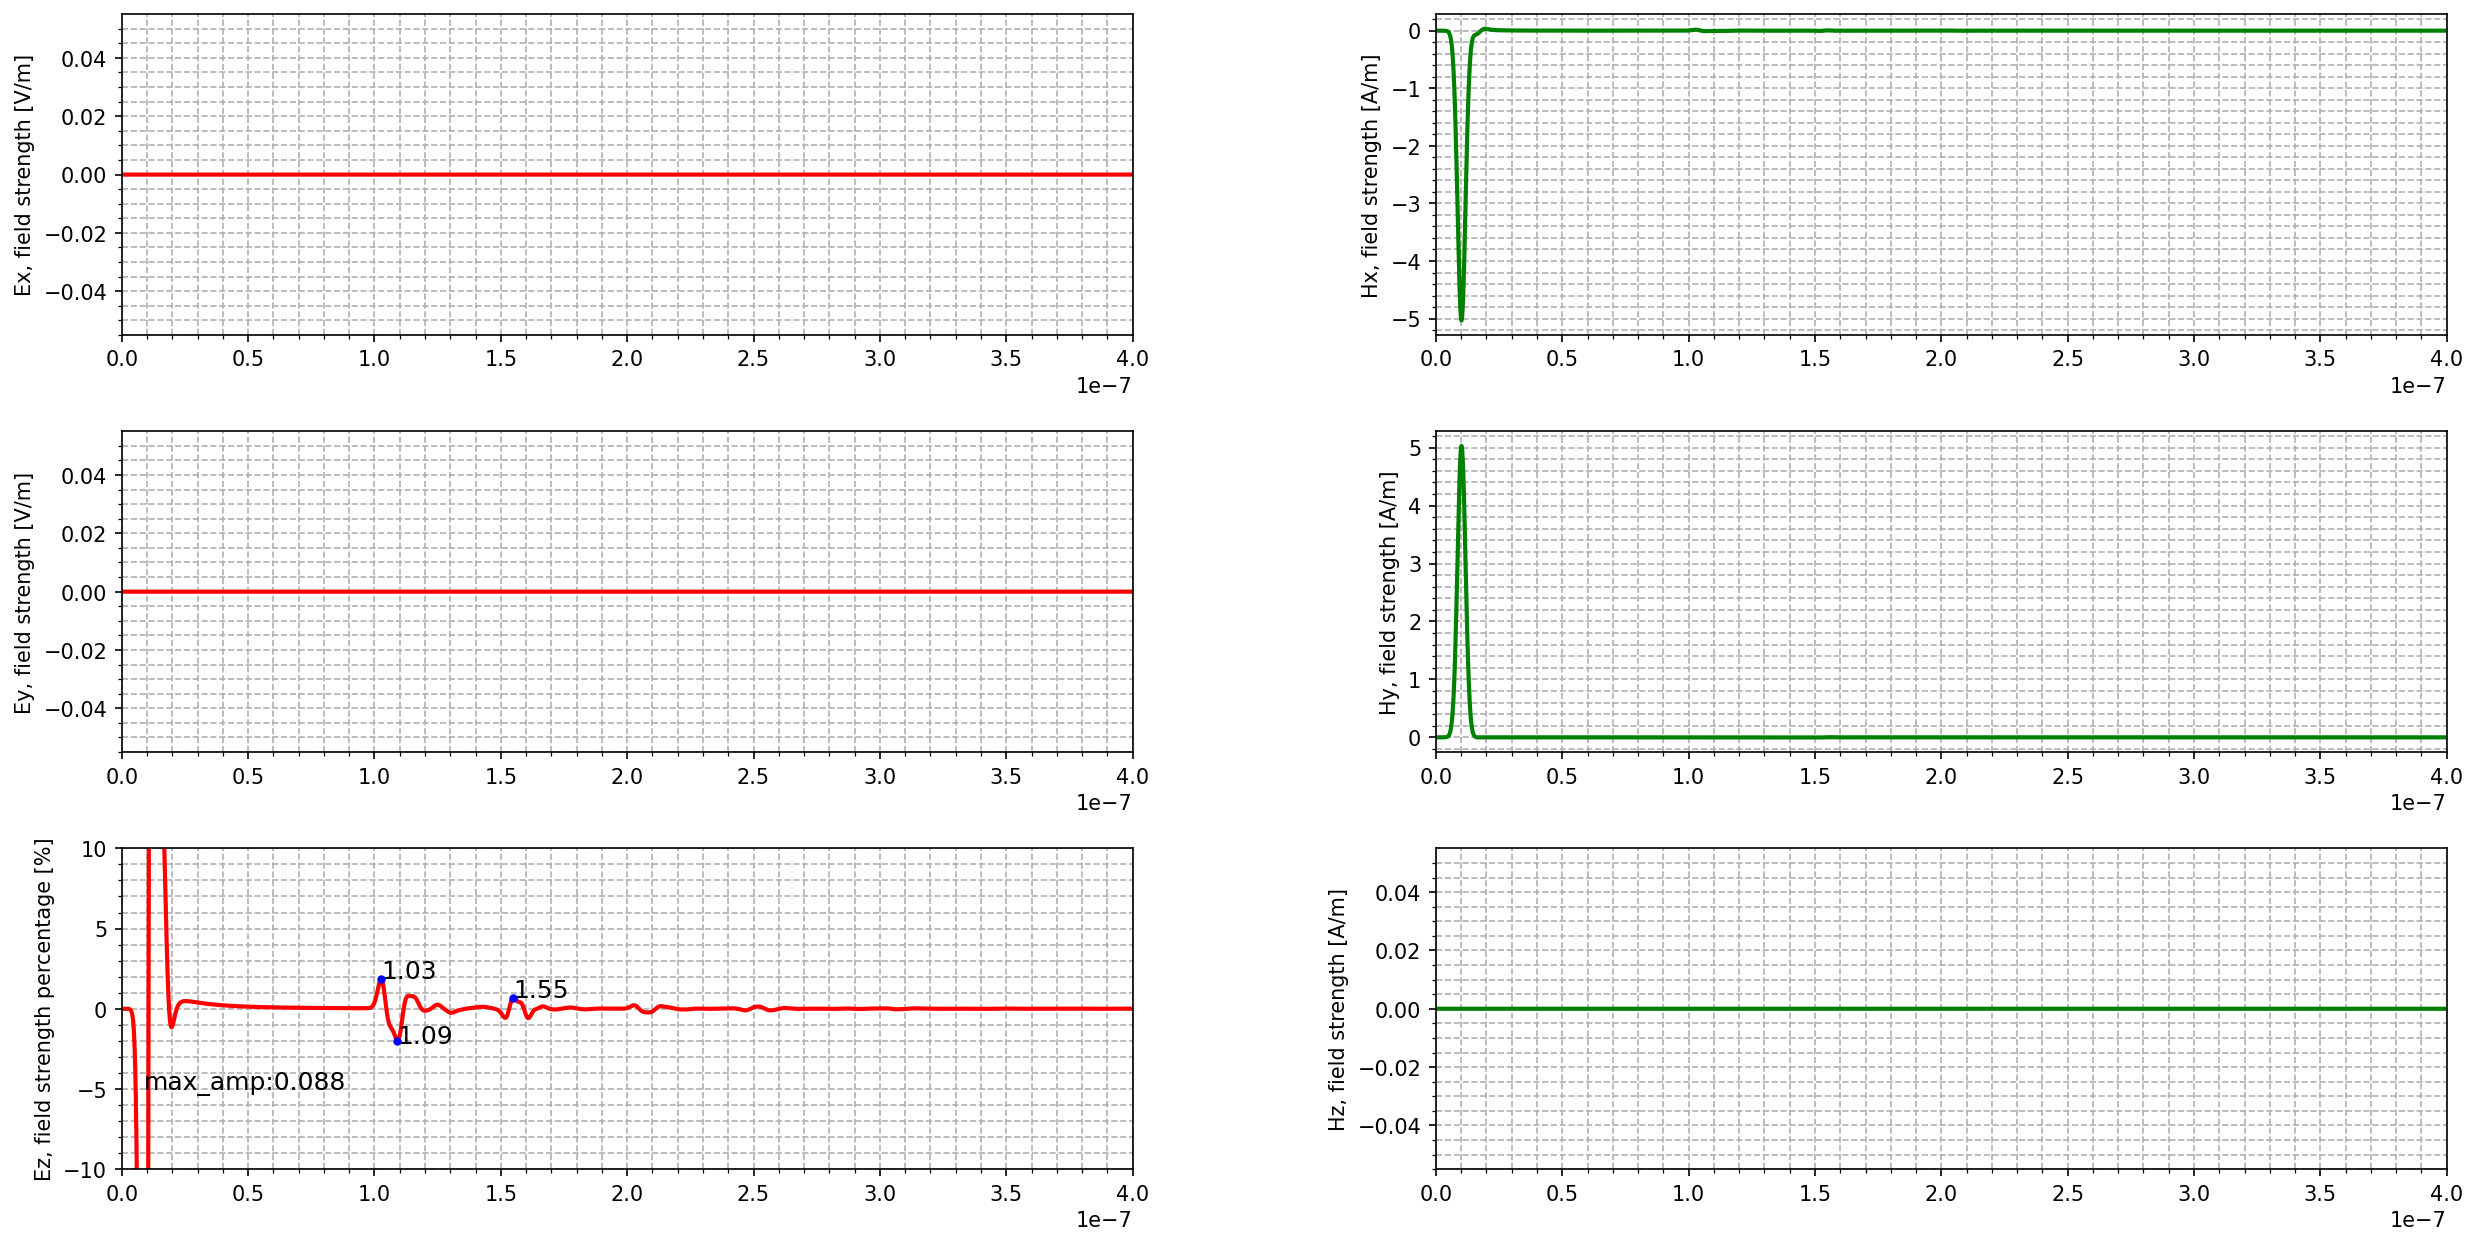 Ex, field strength [V/m]
0.04
0.02
0.00
−0.02
−0.04
0.0 0.5 1.0 1.5 2.0 2.5 3.0 3.5 4.0
1e−7
Hx, field strength [A/m]
0
−1
−2
−3
−4
−5
0.0 0.5 1.0 1.5 2.0 2.5 3.0 3.5 4.0
1e−7
Ey, field strength [V/m]
0.04
0.02
0.00
−0.02
−0.04
0.0 0.5 1.0 1.5 2.0 2.5 3.0 3.5 4.0
1e−7
Hy, field strength [A/m]
5
4
3
2
1
0
0.0 0.5 1.0 1.5 2.0 2.5 3.0 3.5 4.0
1e−7
Ez, field strength percentage [%]
10
5
0
−5
−10
1.03
1.55
1.09
max_amp:0.088
0.0 0.5 1.0 1.5 2.0 2.5 3.0 3.5 4.0
1e−7
Hz, field strength [A/m]
0.04
0.02
0.00
−0.02
−0.04
0.0 0.5 1.0 1.5 2.0 2.5 3.0 3.5 4.0
1e−7